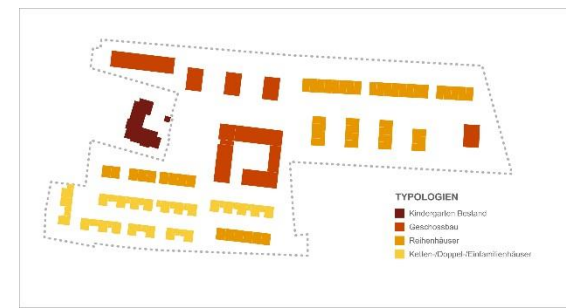 TYPOLOGIEN
Kindergarten Bestand
Geschossbau
Reihenhäuser
Ketten-/Doppel-/Einfamilienhäuser